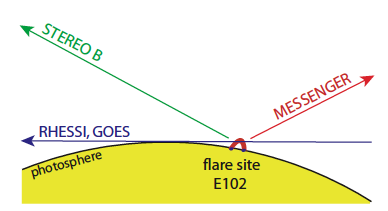 STEREO B
MESSENGER
RHESSI, GOES
photosphere
flare site
E102